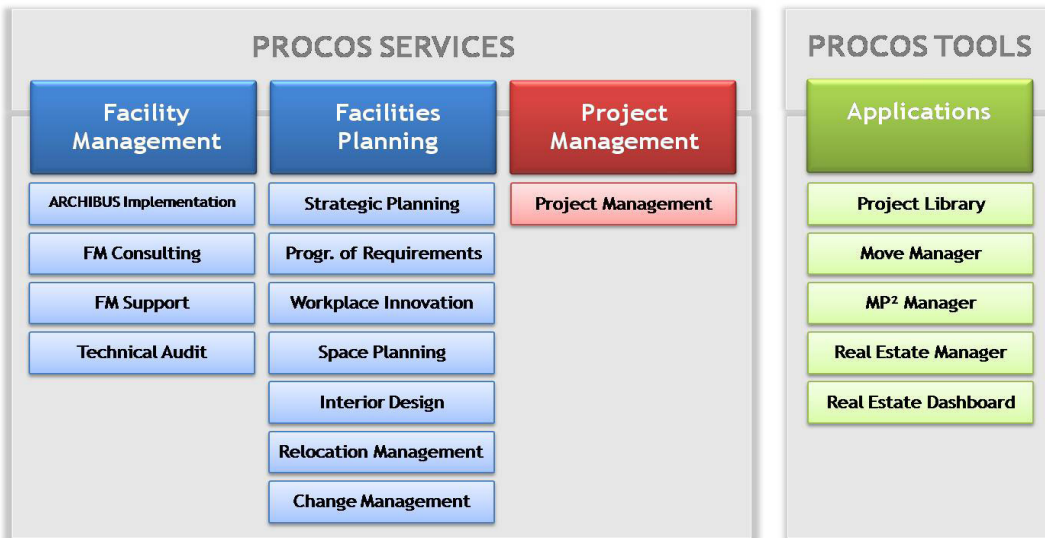 PROCOS SERVICES
Facility
Management
ARCHIBUS Implementation
FM Consulting
FM Support
Technical Audit
Facilities
Planning
Strategic Planning
Progr. of Requirements
Workplace Innovation
Space Planning
Interior Design
Relocation Management
Change Management
Project
Management
Project Management
PROCOS TOOLS
Applications
Project Library
Move Manager
MP² Manager
Real Estate Manager
Real Estate Dashboard